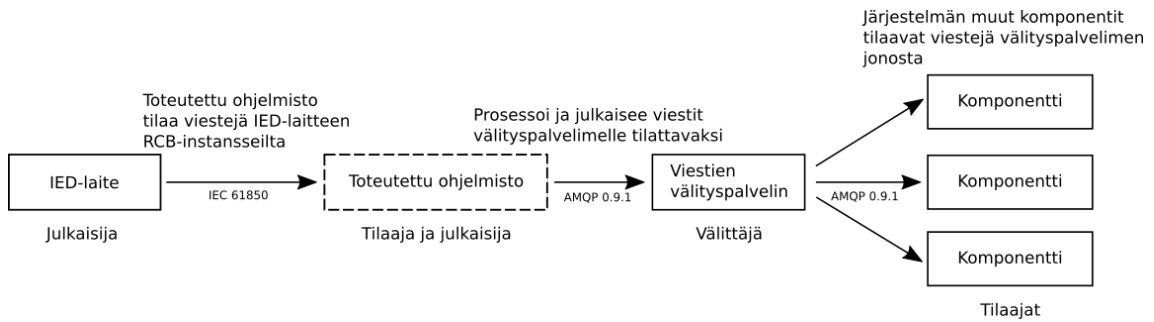 Järjestelmän muut komponentit
tilaavat viestejä välityspalvelimen
jonosta
Toteutettu ohjelmisto
tilaa viestejä IED-laitteen
RCB-instansseilta
Prosessoi ja julkaisee viestit
välityspalvelimelle tilattavaksi
IED-laite
IEC 61850
Toteutettu ohjelmisto
AMQP 0.9.1
Viestien
välityspalvelin
AMQP 0.9.1
Komponentti
Komponentti
Komponentti
Julkaisija
Tilaaja ja julkaisija
Välittäjä
Tilaajat